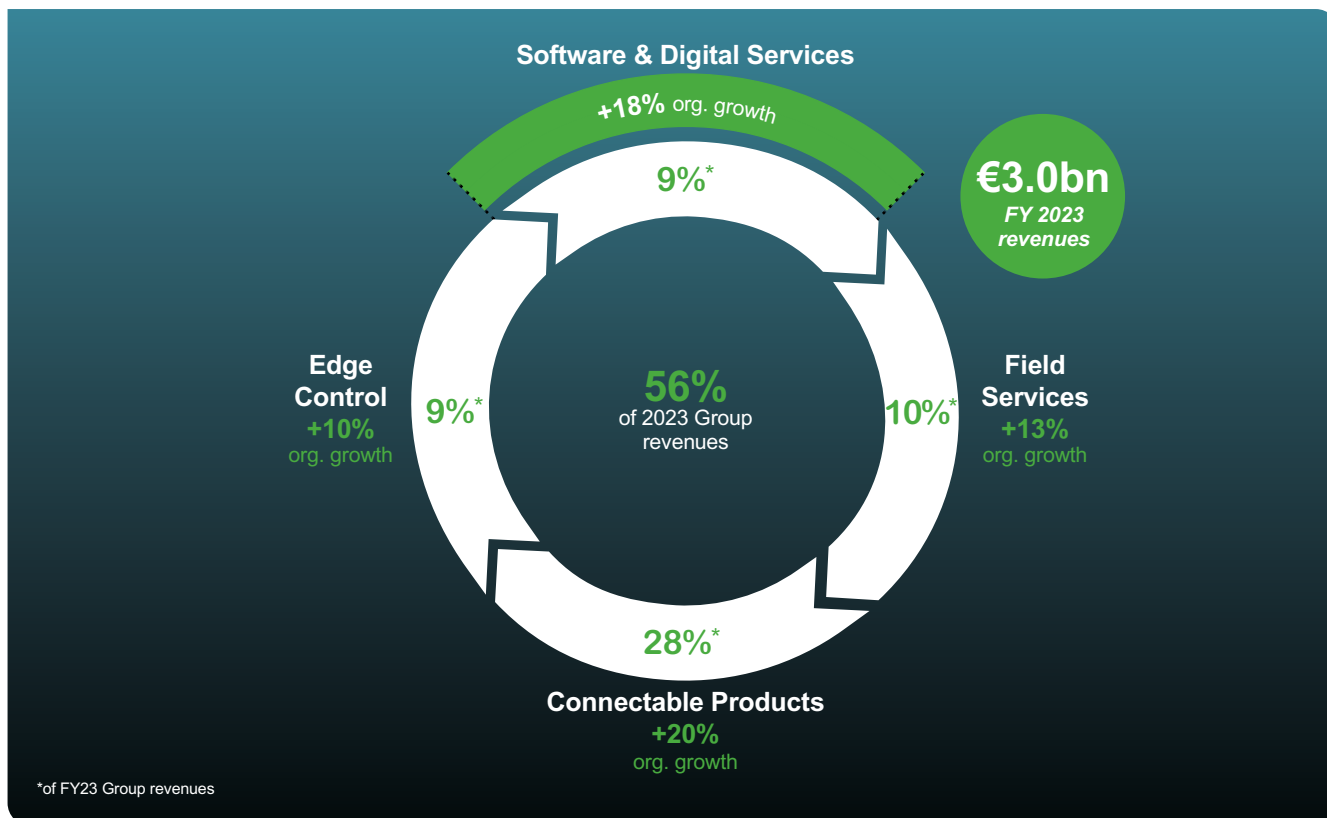 Software & Digital Services
+18% org. growth
9%*
€3.0bn
FY 2023
revenues
Edge
Control
+10%
org. growth
9%*
56%
of 2023 Group
revenues
10%*
Field
Services
+13%
org. growth
28%*
Connectable Products
+20%
org. growth
*of FY23 Group revenues